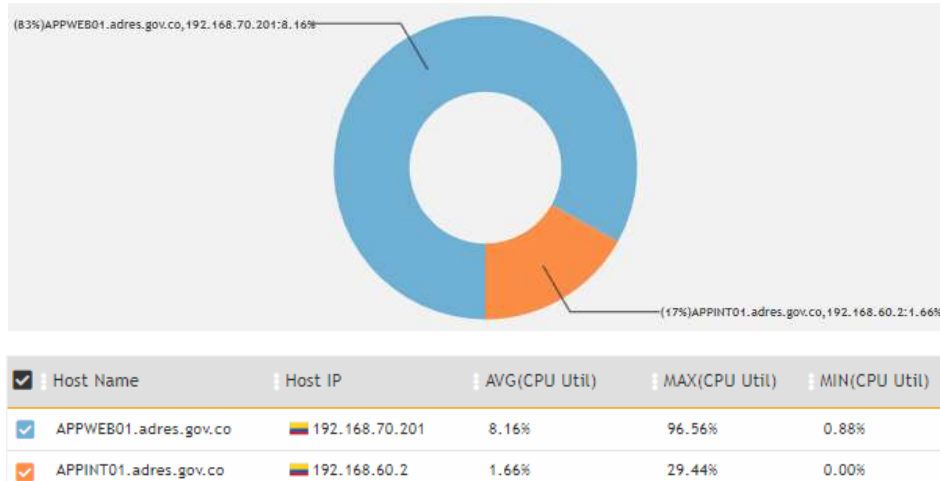 (83%)APPWEB01.adres.gov.co,192.168.70.201:8.16%
(17%)APPINT01.adres.gov.co,192.168.60.2:1.66%
Host Name Host IP AVG(CPU Util) MAX(CPU Util) MIN(CPU Util)
APPWEB01.adres.gov.co 192.168.70.201 8.16% 96.56% 0.88%
APPINT01.adres.gov.co 192.168.60.2 1.66% 29.44% 0.00%